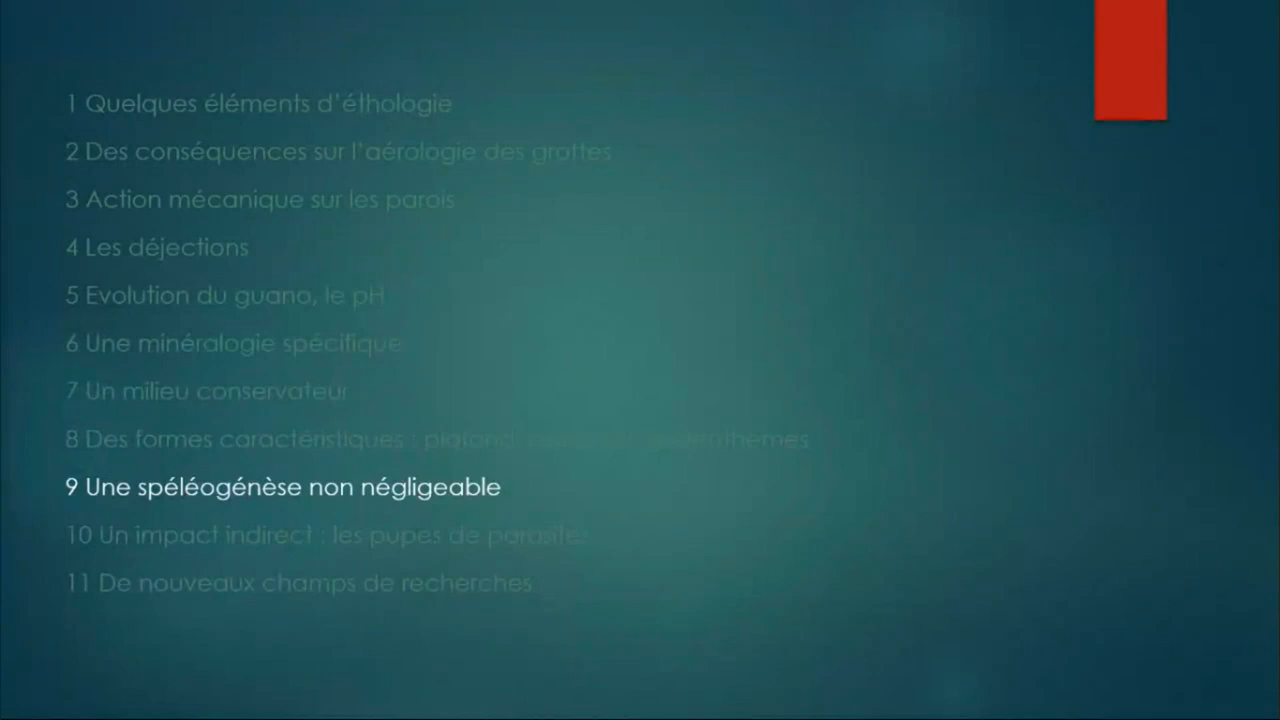 1 Quelques éléments d'éthologie
2 Des conséquences sur l'aérologie des grottes
3 Action mécanique sur les parois
4 Les déjections
5 Evolution du guano, le pH
6 Une minéralogie spécifique
7 Un milieu conservateur
8 Des formes caractéristiques : plafond,
9 Une spéléogénèse non négligeable
10 Un impact indirect : les pupes de parasites
11 De nouveaux champs de recherches